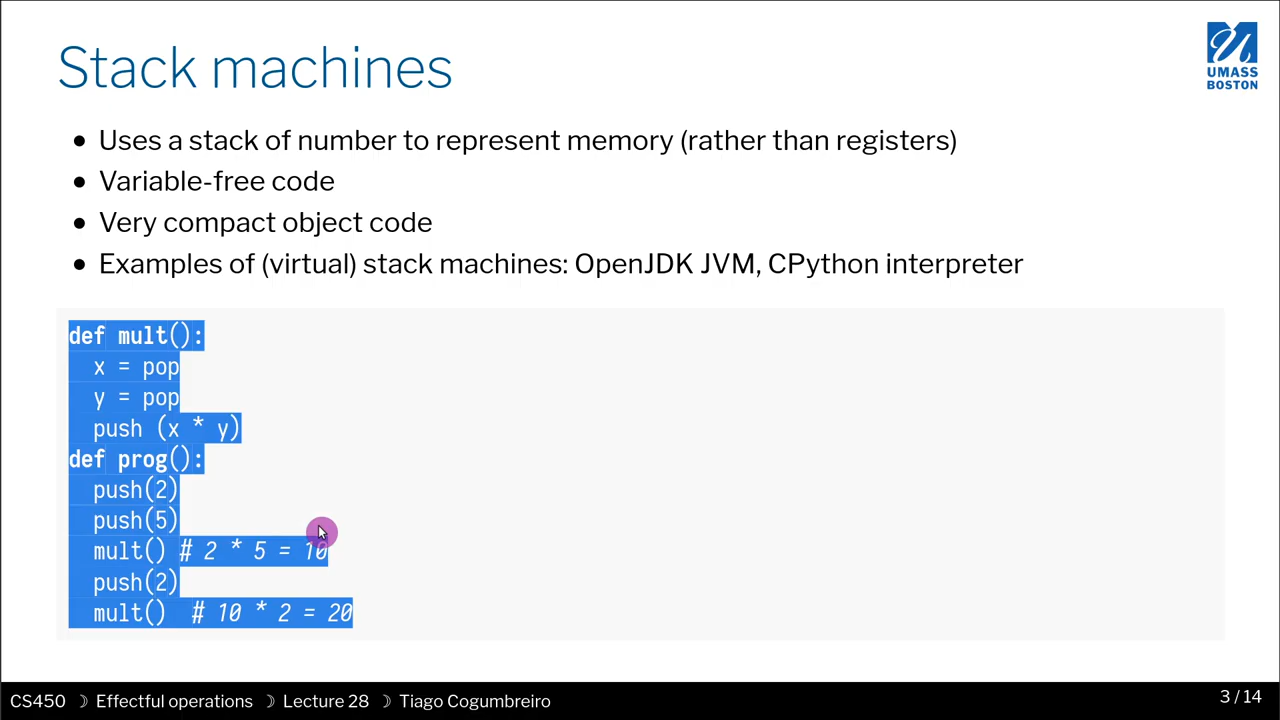 Stack machines
UMASS
BOSTON
• Uses a stack of number to represent memory (rather than registers)
• Variable-free code
• Very compact object code
• Examples of (virtual) stack machines: OpenJDK JVM, CPython interpreter
def mult():
  x = pop
  y = pop
  push (x * y)
def prog():
  push(2)
  push(5)
  mult() # 2 * 5 = 10
  push(2)
  mult()  # 10 * 2 = 20
CS450 ☽ Effectful operations ☽ Lecture 28 ☽ Tiago Cogumbreiro
3 / 14